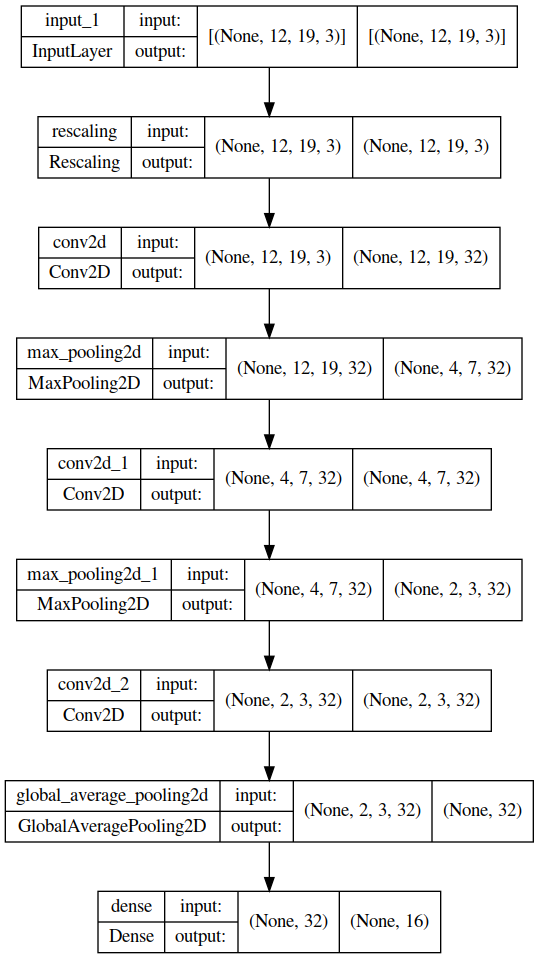 input_1 input: [(None, 12, 19, 3)] [(None, 12, 19, 3)]
InputLayer output:
rescaling input: (None, 12, 19, 3) (None, 12, 19, 3)
Rescaling output:
conv2d input: (None, 12, 19, 3) (None, 12, 19, 32)
Conv2D output:
max_pooling2d input: (None, 12, 19, 32) (None, 4, 7, 32)
MaxPooling2D output:
conv2d_1 input: (None, 4, 7, 32) (None, 4, 7, 32)
Conv2D output:
max_pooling2d_1 input: (None, 4, 7, 32) (None, 2, 3, 32)
MaxPooling2D output:
conv2d_2 input: (None, 2, 3, 32) (None, 2, 3, 32)
Conv2D output:
global_average_pooling2d input: (None, 2, 3, 32) (None, 32)
GlobalAveragePooling2D output:
dense input: (None, 32) (None, 16)
Dense output: